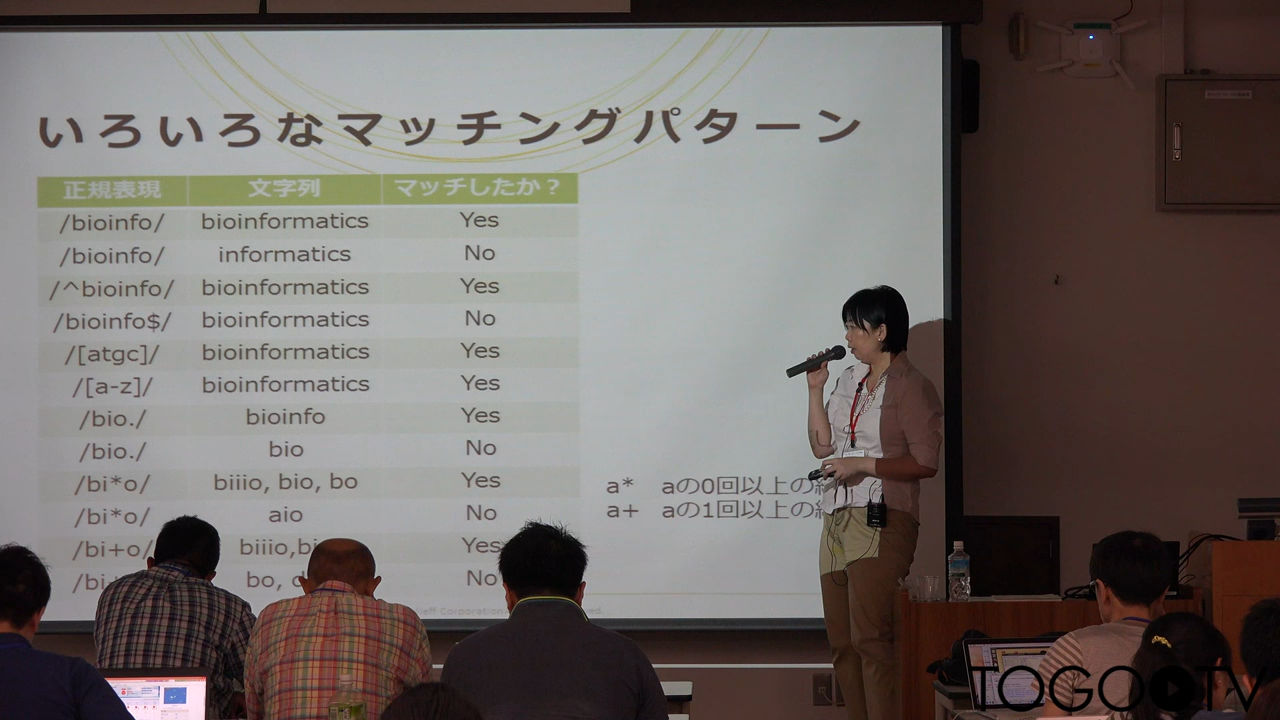 いろいろなマッチングパターン
正規表現 文字列 マッチしたか？
/bioinfo/ bioinformatics Yes
/bioinfo/ informatics No
/^bioinfo/ bioinformatics Yes
/bioinfo$/ bioinformatics No
/[atgc]/ bioinformatics Yes
/[a-z]/ bioinformatics Yes
/bio./ bioinfo Yes
/bio./ bio No
/bi*o/ biiio, bio, bo Yes
a* aの0回以上の
/bi*o/ aio No
a+ aの1回以上の
/bi+o/ biiio, Yes
bo, No
TOGOTV